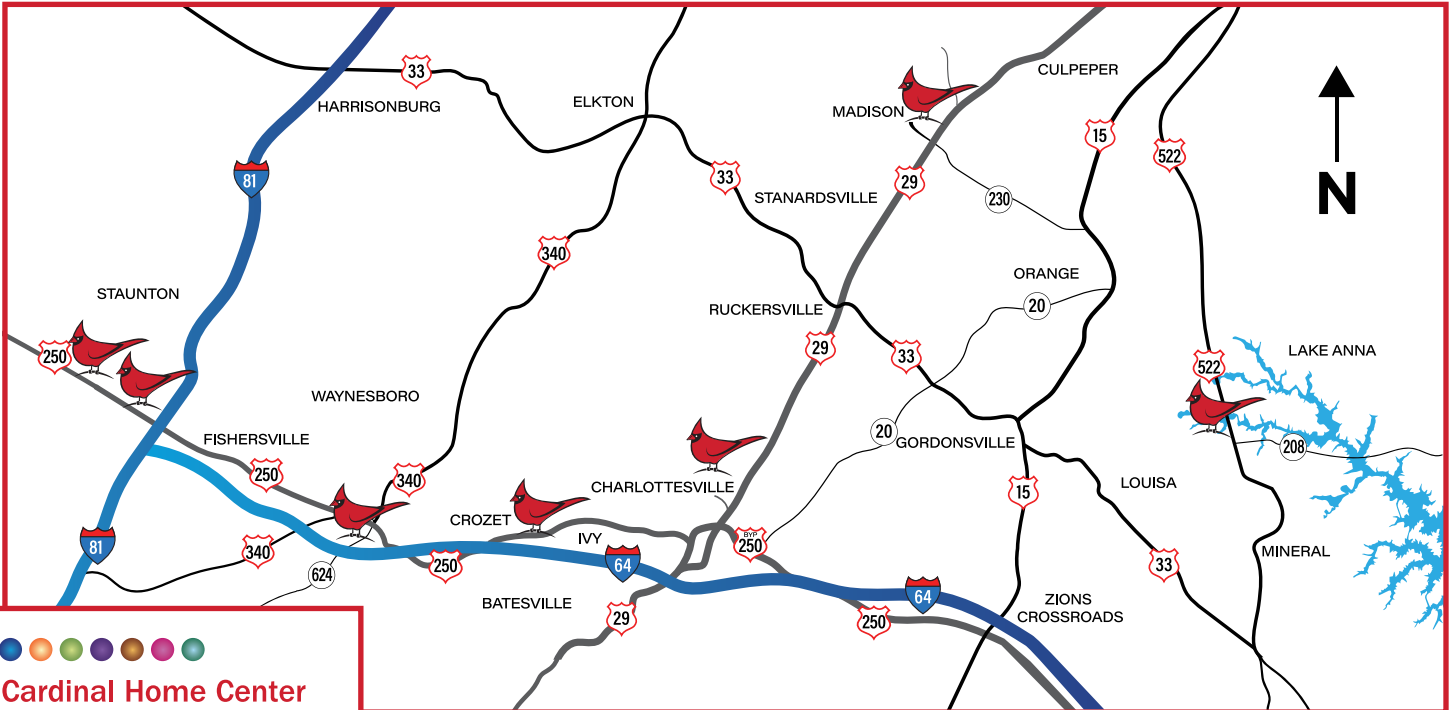 33
HARRISONBURG
ELKTON
CULPEPER
MADISON
15
522
81
33
29
STANARDSVILLE
230
N
340
ORANGE
STAUNTON
20
RUCKERSVILLE
250
29
33
LAKE ANNA
522
WAYNESBORO
FISHERSVILLE
20
GORDONSVILLE
208
250
340
CHARLOTTESVILLE
15
LOUISA
CROZET
81
340
IVY
BYP
250
MINERAL
624
250
64
33
64
BATESVILLE
29
250
ZIONS
CROSSROADS
Cardinal Home Center